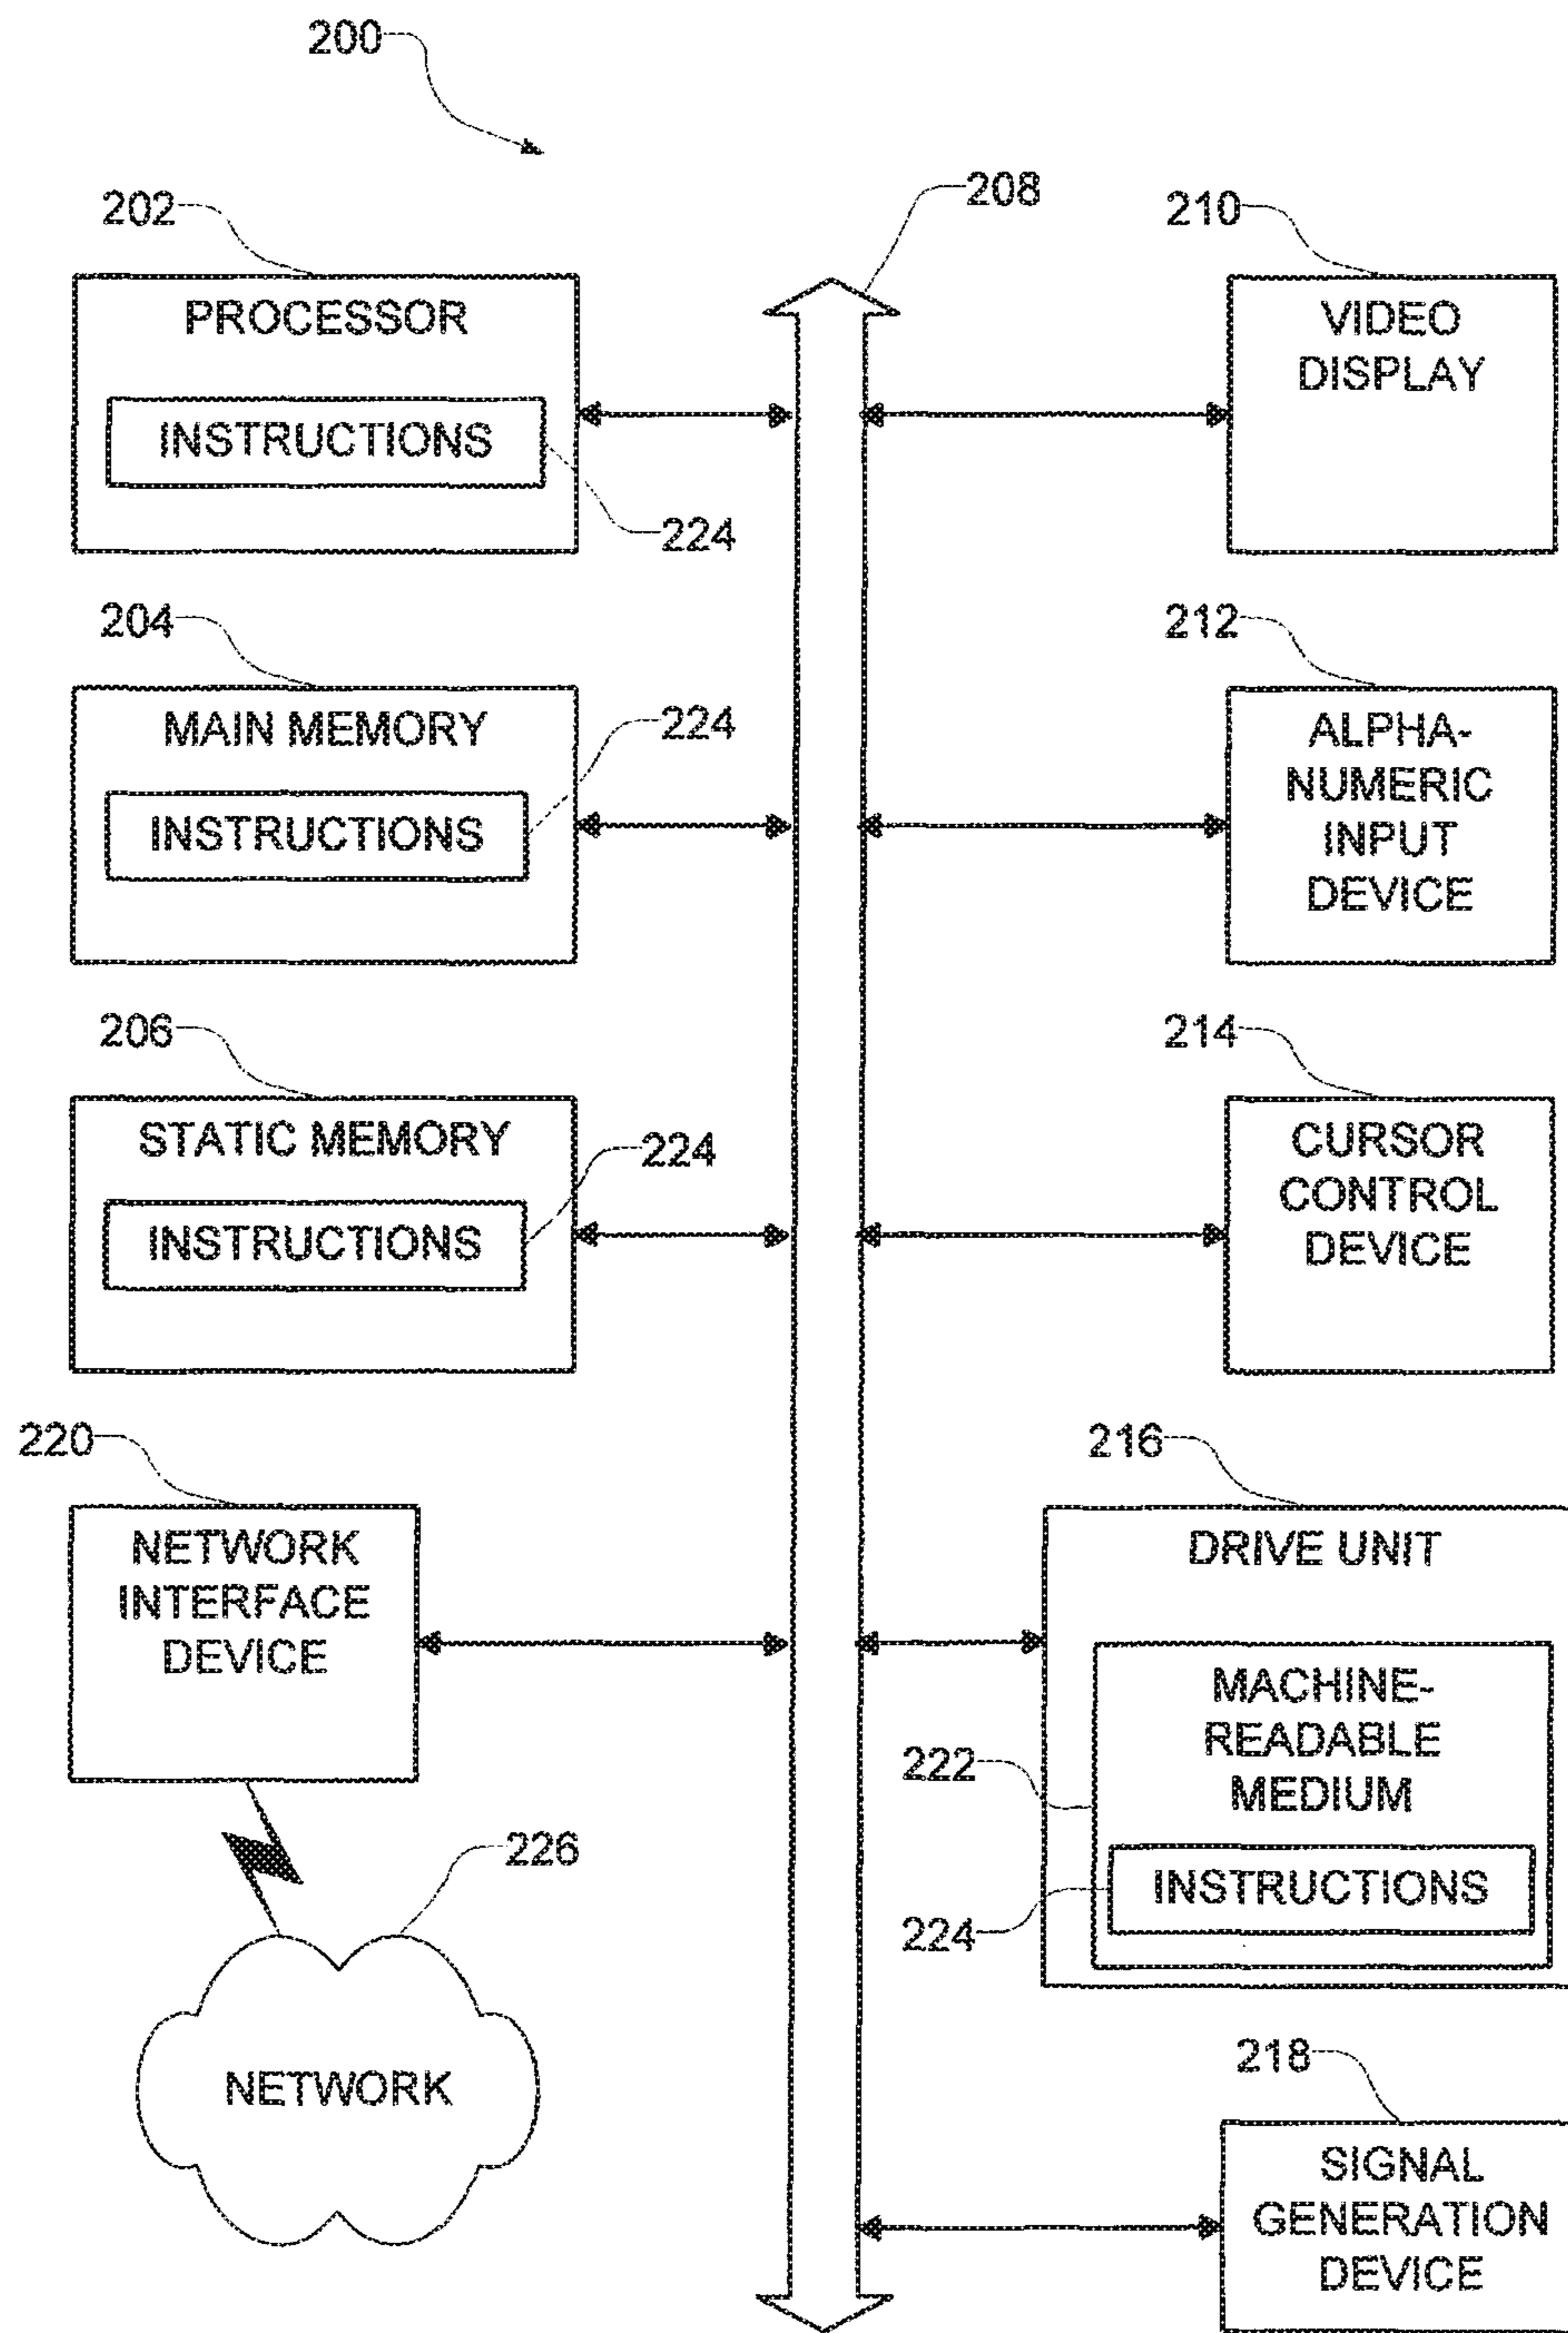 200
208
202
PROCESSOR
INSTRUCTIONS
224
204
MAIN MEMORY
224
INSTRUCTIONS
206
STATIC MEMORY
224
INSTRUCTIONS
220
NETWORK
INTERFACE
DEVICE
226
NETWORK
210
VIDEO
DISPLAY
212
ALPHA-
NUMERIC
INPUT
DEVICE
214
CURSOR
CONTROL
DEVICE
216
DRIVE UNIT
222
MACHINE-
READABLE
MEDIUM
224
INSTRUCTIONS
218
SIGNAL
GENERATION
DEVICE